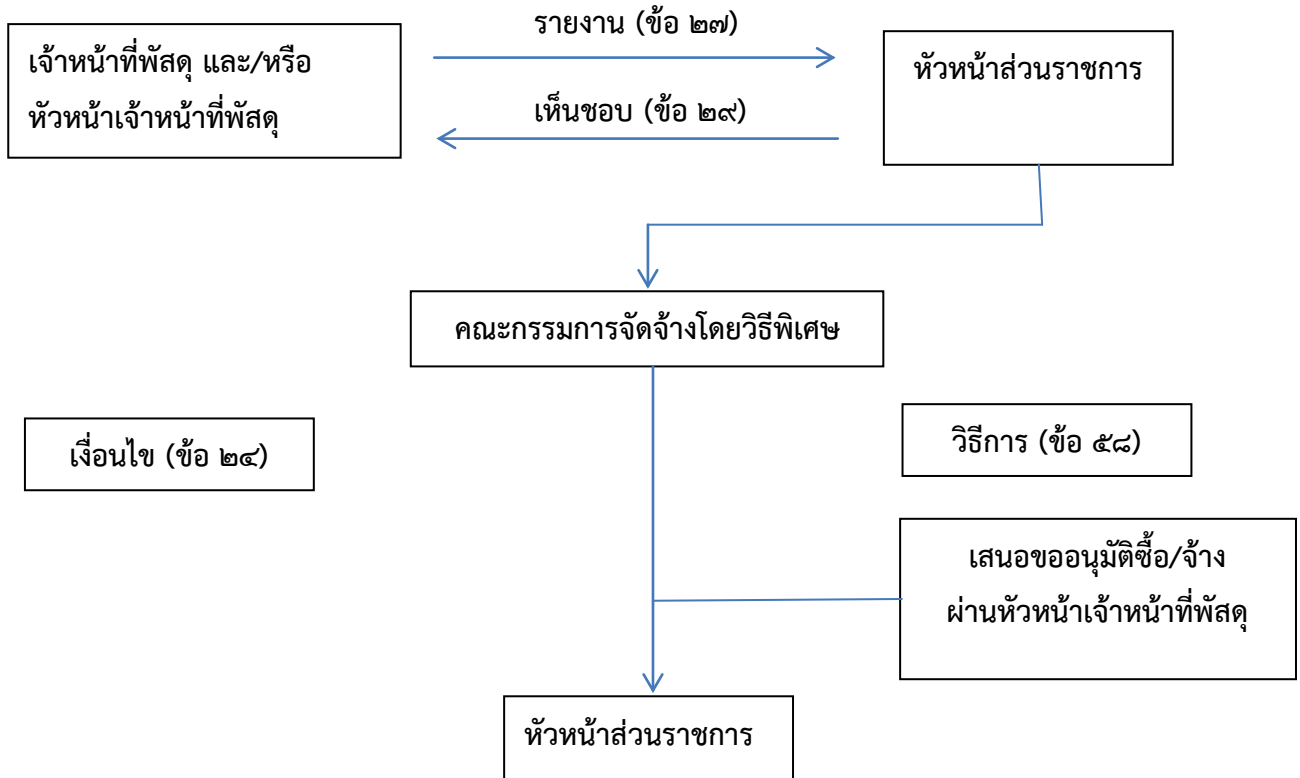 รายงาน (ข้อ ๒๗)
เจ้าหน้าที่พัสดุ และ/หรือ
หัวหน้าเจ้าหน้าที่พัสดุ
หัวหน้าส่วนราชการ
เห็นชอบ (ข้อ ๒๙)
คณะกรรมการจัดจ้างโดยวิธีพิเศษ
เงื่อนไข (ข้อ ๒๔)
วิธีการ (ข้อ ๕๘)
เสนอขออนุมัติซื้อ/จ้าง
ผ่านหัวหน้าเจ้าหน้าที่พัสดุ
หัวหน้าส่วนราชการ